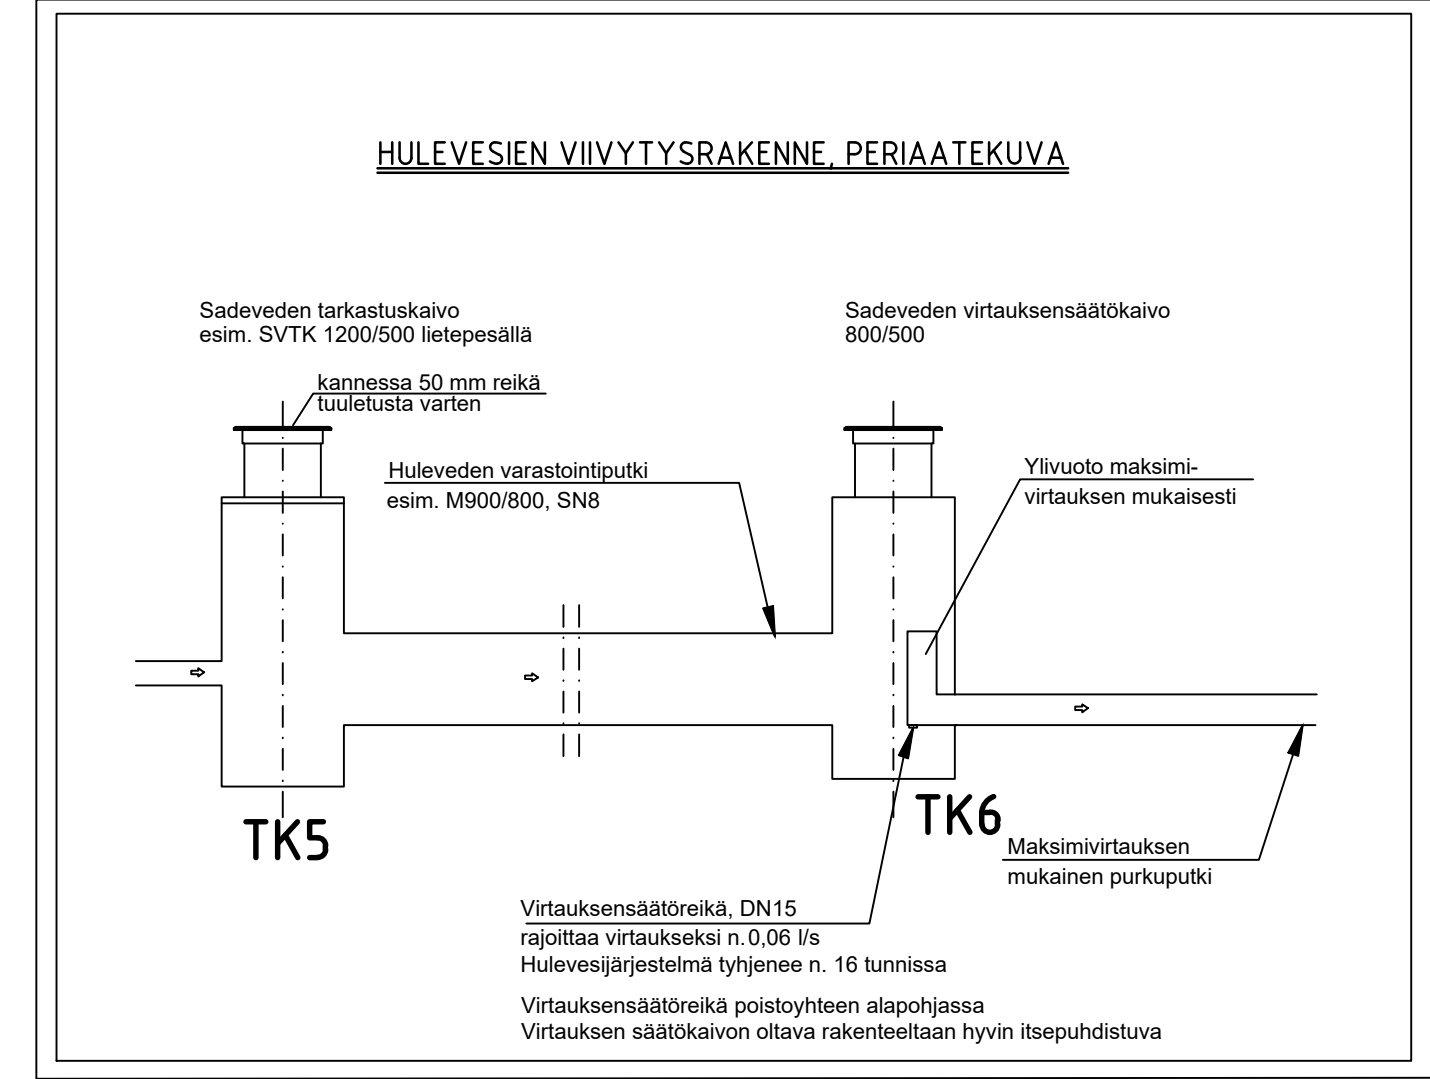 HULEVESIEN VIIVYTYSRAKENNE, PERIAATEKUVA
Sadeveden tarkastuskaivo
esim. SVTK 1200/500 lietepesällä
kannessa 50 mm reikä
tuuletusta varten
Sadeveden virtauksensäätökaivo
800/500
Huleveden varastointiputki
esim. M900/800, SN8
Ylivuoto maksimi-
virtauksen mukaisesti
TK5
TK6
Maksimivirtauksen
mukainen purkuputki
Virtauksensäätöreikä, DN15
rajoittaa virtaukseksi n.0,06 l/s
Hulevesijärjestelmä tyhjenee n. 16 tunnissa
Virtauksensäätöreikä poistoyhteen alapohjassa
Virtauksen säätökaivon oltava rakenteeltaan hyvin itsepuhdistuva